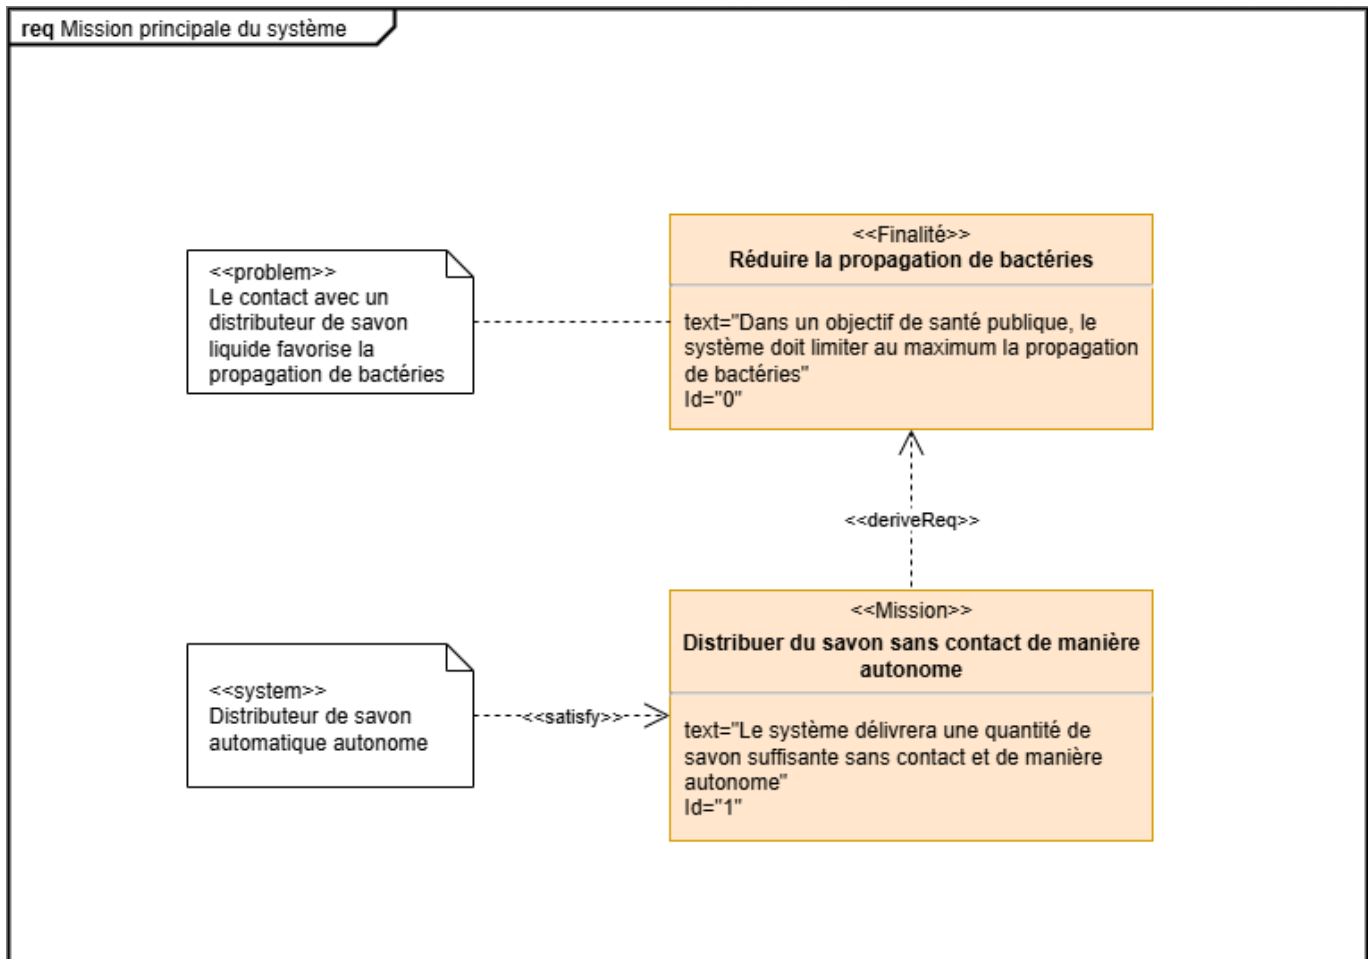 req Mission principale du système
<<Finalité>>
Réduire la propagation de bactéries
<<problem>>
Le contact avec un
distributeur de savon
liquide favorise la
propagation de bactéries
text="Dans un objectif de santé publique, le
système doit limiter au maximum la propagation
de bactéries"
Id="0"
<<deriveReq>>
<<Mission>>
Distribuer du savon sans contact de manière
autonome
<<system>>
Distributeur de savon
automatique autonome
<<satisfy>>
text="Le système délivrera une quantité de
savon suffisante sans contact et de manière
autonome"
Id="1"